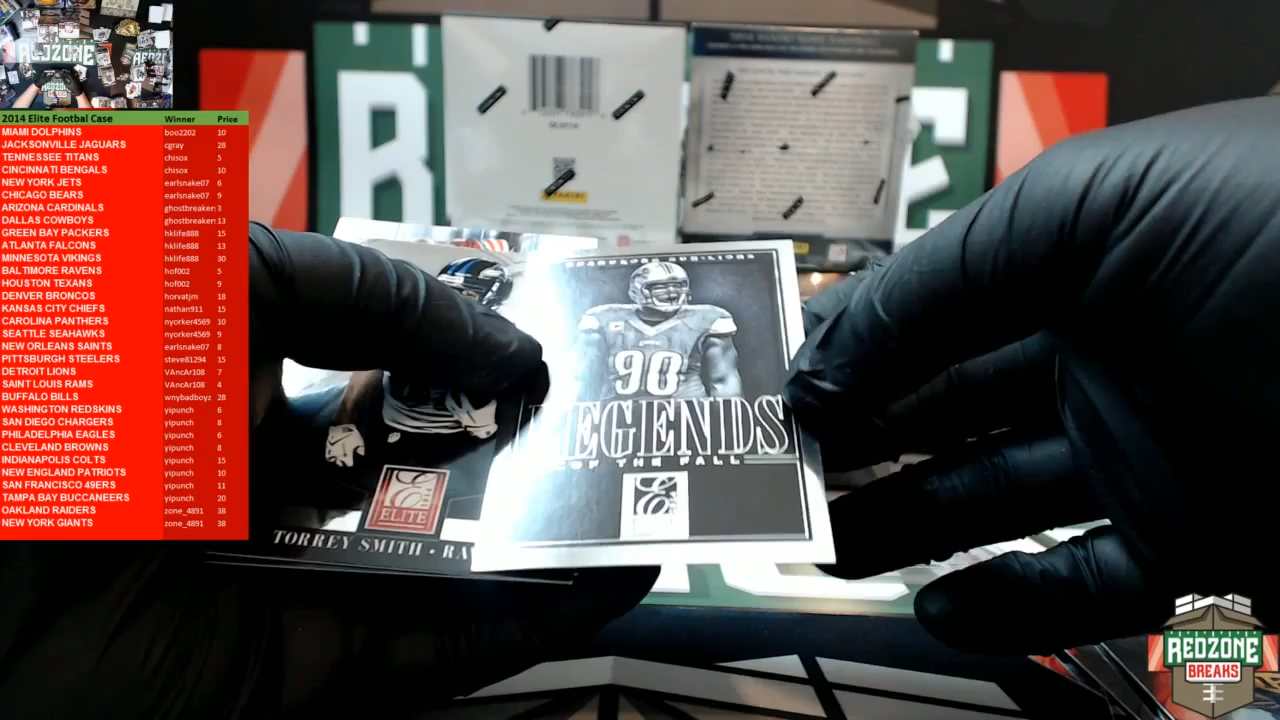 REDZONE
REDZONE
REDZONE
2014 Elite Footbal Case Winner Price
MIAMI DOLPHINS boo2202 10
JACKSONVILLE JAGUARS cgray 28
TENNESSEE TITANS chisox 5
CINCINNATI BENGALS chisox 10
NEW YORK JETS earlsnake07 6
CHICAGO BEARS earlsnake07 9
ARIZONA CARDINALS ghostbreaker 3
DALLAS COWBOYS ghostbreaker 13
GREEN BAY PACKERS hklife888 15
ATLANTA FALCONS hklife888 13
MINNESOTA VIKINGS hklife888 30
BALTIMORE RAVENS hof002 5
HOUSTON TEXANS hof002 9
DENVER BRONCOS horvatjm 18
KANSAS CITY CHIEFS nathan911 15
CAROLINA PANTHERS nyorker4569 10
SEATTLE SEAHAWKS nyorker4569 9
NEW ORLEANS SAINTS earlsnake07 8
PITTSBURGH STEELERS steve81294 15
DETROIT LIONS VAncAr108 7
SAINT LOUIS RAMS VAncAr108 4
BUFFALO BILLS wnybadboyz 28
WASHINGTON REDSKINS yipunch 6
SAN DIEGO CHARGERS yipunch 8
PHILADELPHIA EAGLES yipunch 6
CLEVELAND BROWNS yipunch 8
INDIANAPOLIS COLTS yipunch 15
NEW ENGLAND PATRIOTS yipunch 10
SAN FRANCISCO 49ERS yipunch 11
TAMPA BAY BUCCANEERS yipunch 20
OAKLAND RAIDERS zone_4891 38
NEW YORK GIANTS zone_4891 38
R
E
PANINI
90
LEGENDS
OF THE FALL
E
ELITE
TORREY SMITH • RA
REDZONE
BREAKS